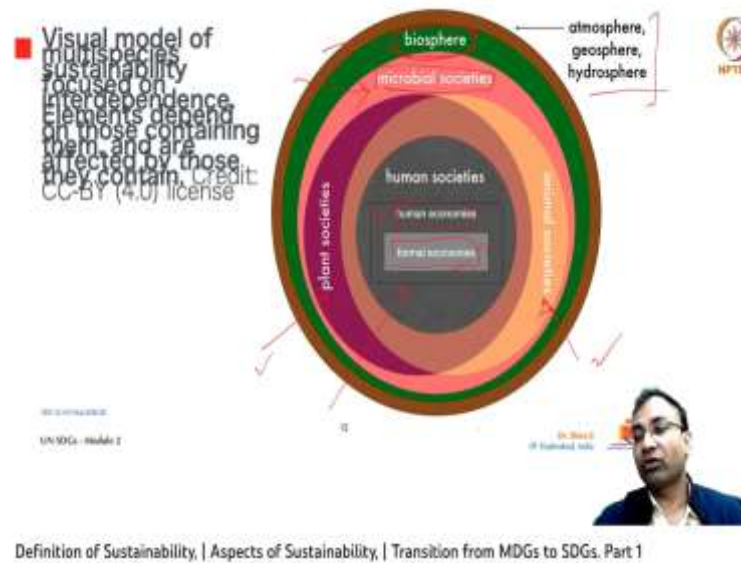 Visual model of
multispecies
sustainability
focused on
interdependence.
Elements depend
on those containing
them, and are
affected by those
they contain. Credit:
CC-BY (4.0) license
biosphere
microbial societies
atmosphere,
geosphere,
hydrosphere
NPTEL
plant societies
human societies
human economies
formal economies
animal societies
UN SDGs - Module 2
Definition of Sustainability, | Aspects of Sustainability, | Transition from MDGs to SDGs. Part 1